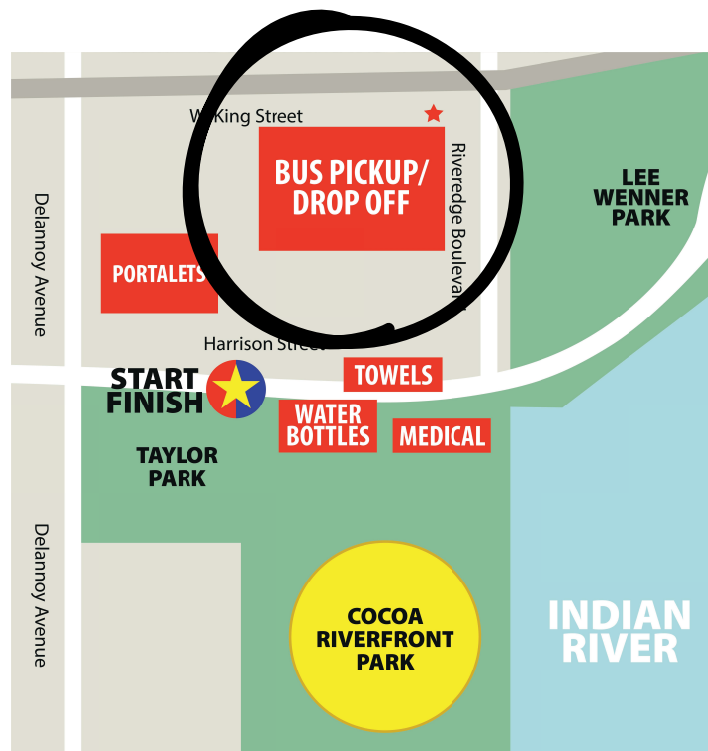 W. King Street
BUS PICKUP/
DROP OFF
Riveredge Boulevard
LEE
WENNER
PARK
Delannoy Avenue
PORTALETS
Harrison Street
START
FINISH
TOWELS
WATER
BOTTLES
MEDICAL
TAYLOR
PARK
Delannoy Avenue
COCOA
RIVERFRONT
PARK
INDIAN
RIVER